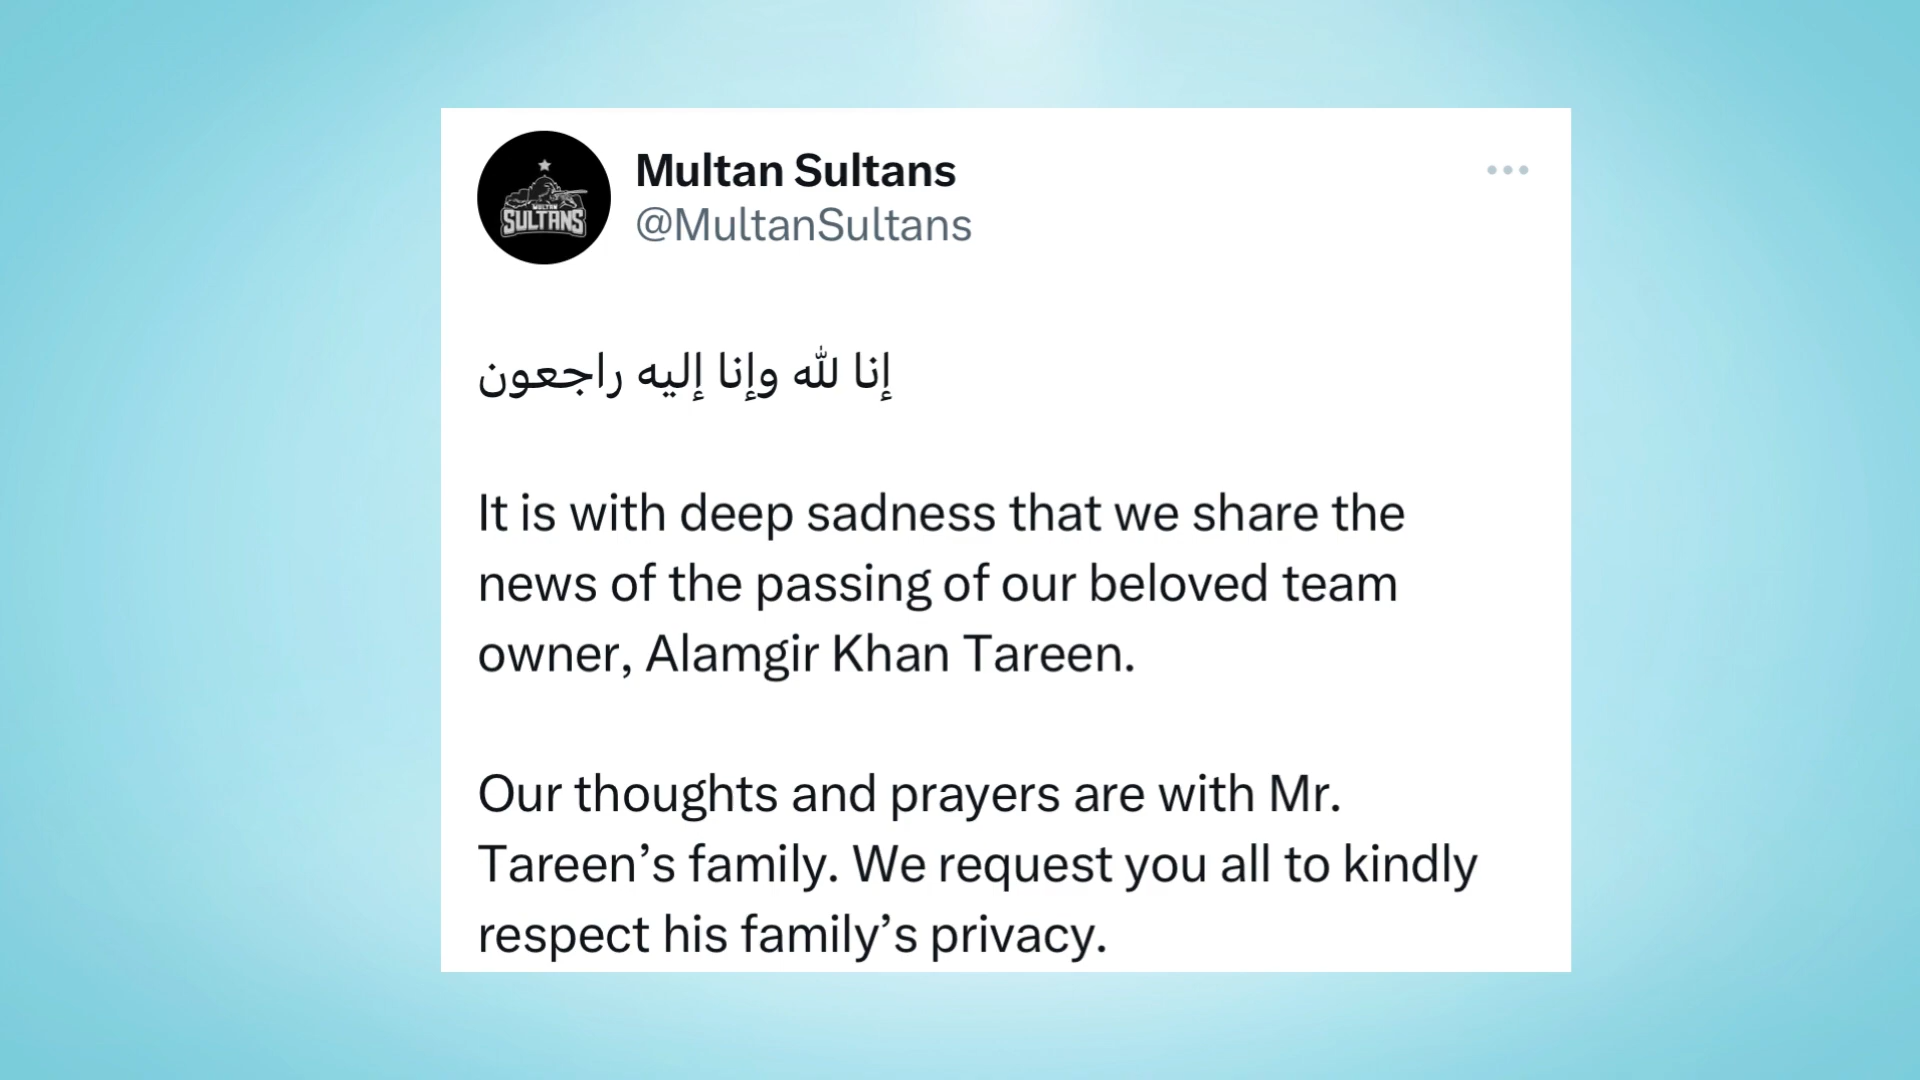 MULTAN
SULTANS
Multan Sultans
@MultanSultans
إنا لله وإنا إليه راجعون
It is with deep sadness that we share the
news of the passing of our beloved team
owner, Alamgir Khan Tareen.
Our thoughts and prayers are with Mr.
Tareen’s family. We request you all to kindly
respect his family’s privacy.